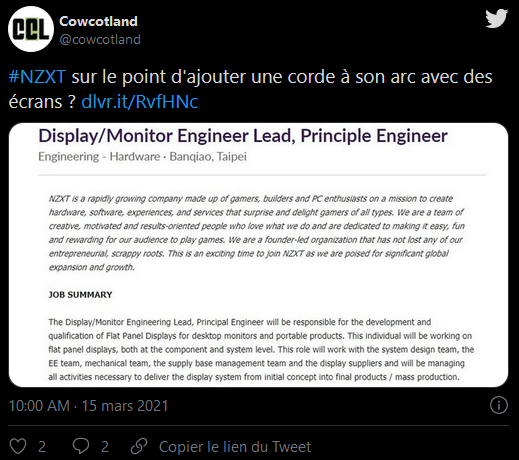 CCL
Cowcotland
@cowcotland
#NZXT sur le point d'ajouter une corde à son arc avec des
écrans ? dlvr.it/RvfHNc
Display/Monitor Engineer Lead, Principle Engineer
Engineering - Hardware · Banqiao, Taipei
NZXT is a rapidly growing company made up of gamers, builders and PC enthusiasts on a mission to create
hardware, software, experiences, and services that surprise and delight gamers of all types. We are a team of
creative, motivated and results-oriented people who love what we do and are dedicated to making it easy, fun
and rewarding for our audience to play games. We are a founder-led organization that has not lost any of our
entrepreneurial, scrappy roots. This is an exciting time to join NZXT as we are poised for significant global
expansion and growth.
JOB SUMMARY
The Display/Monitor Engineering Lead, Principal Engineer will be responsible for the development and
qualification of Flat Panel Displays for desktop monitors and portable products. This individual will be working on
flat panel displays, both at the component and system level. This role will work with the system design team, the
EE team, mechanical team, the supply base management team and the display suppliers and will be managing
all activities necessary to deliver the display system from initial concept into final products / mass production.
10:00 AM · 15 mars 2021
2
2
Copier le lien du Tweet